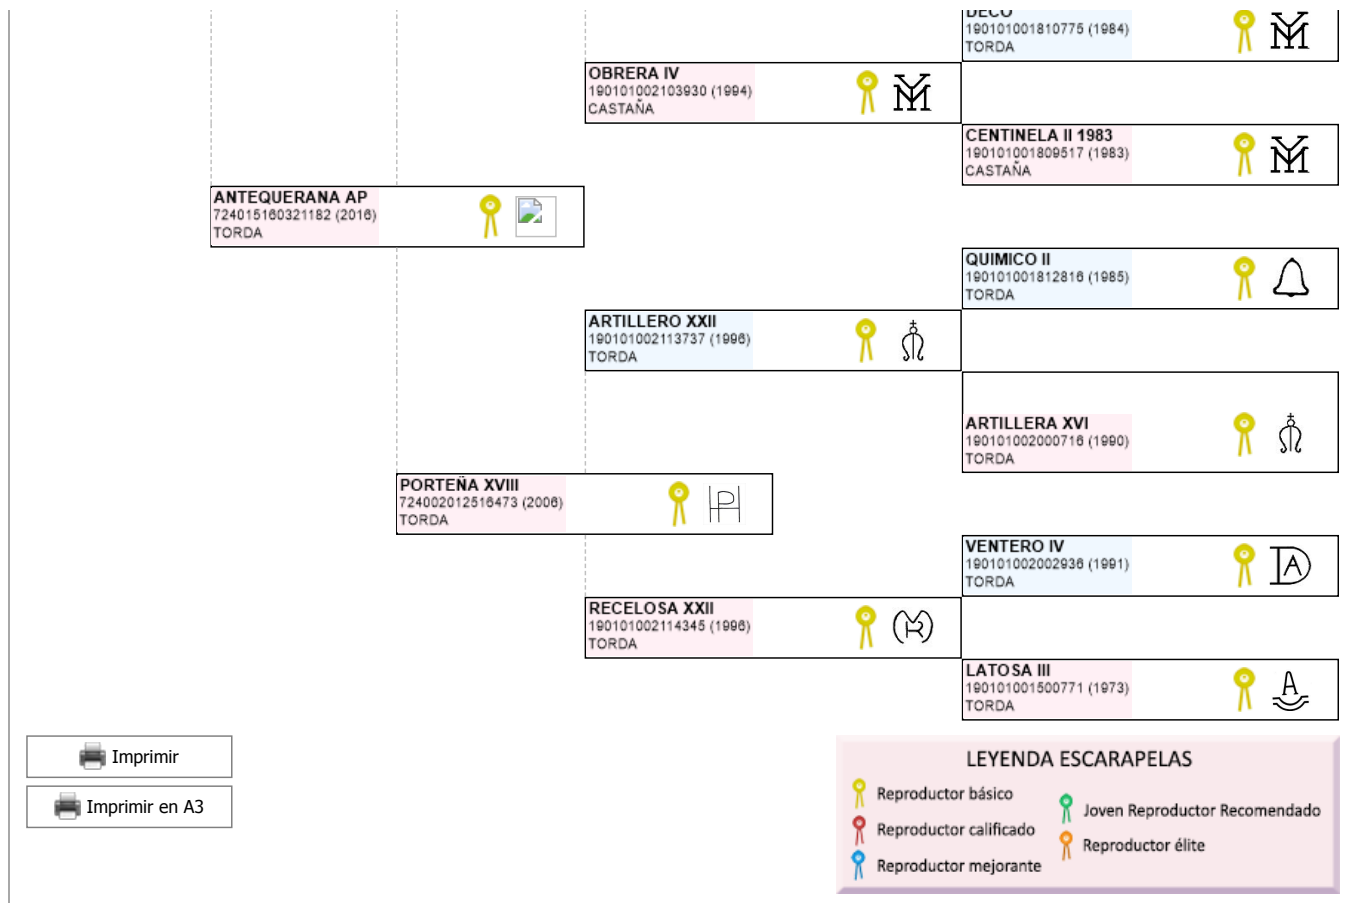 DECO
190101001810775 (1984)
TORDA
OBRERA IV
190101002103930 (1994)
CASTAÑA
CENTINELA II 1983
190101001809517 (1983)
CASTAÑA
ANTEQUERANA AP
724015160321182 (2016)
TORDA
QUIMICO II
190101001812816 (1985)
TORDA
ARTILLERO XXII
190101002113737 (1996)
TORDA
ARTILLERA XVI
190101002000716 (1990)
TORDA
PORTEÑA XVIII
724002012516473 (2006)
TORDA
VENTERO IV
190101002002936 (1991)
TORDA
RECELOSA XXII
190101002114345 (1996)
TORDA
LATOSA III
190101001500771 (1973)
TORDA
Imprimir
Imprimir en A3
LEYENDA ESCARAPELAS
Reproductor básico
Reproductor calificado
Reproductor mejorante
Joven Reproductor Recomendado
Reproductor élite